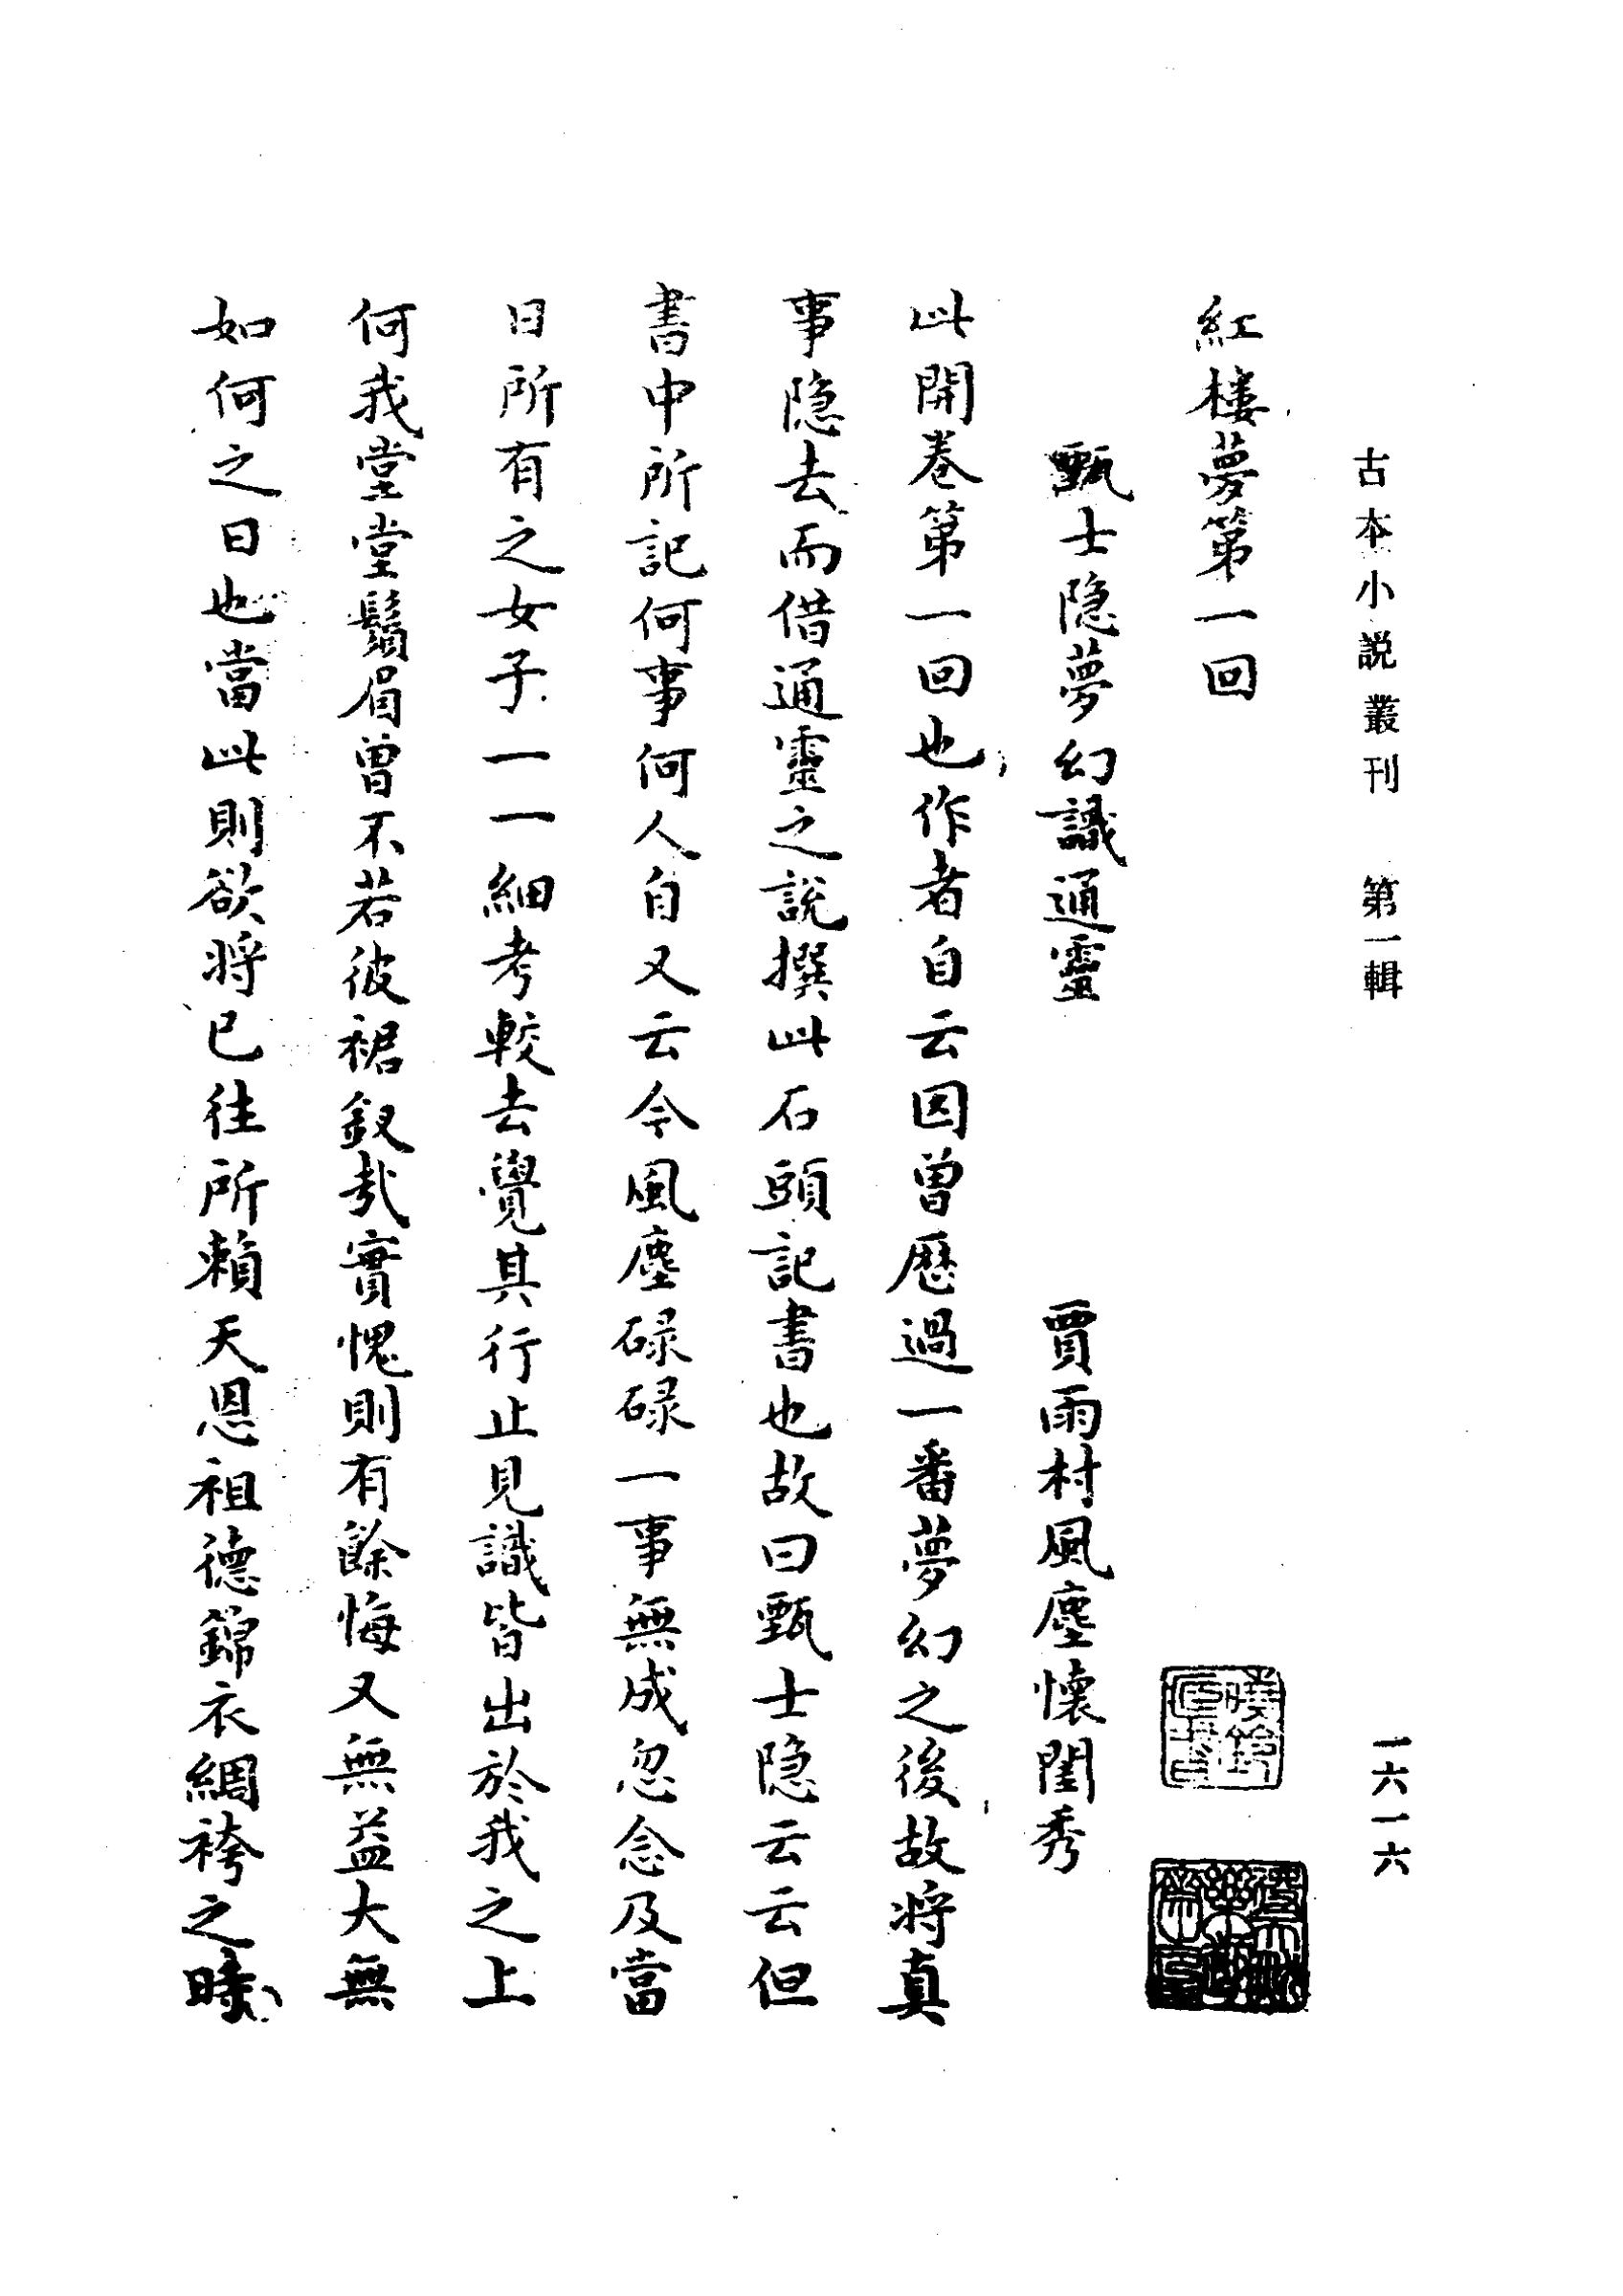 古本小説叢刊　第一輯
一六一六
紅樓夢第一回
甄士隐夢幻識通靈　賈雨村風塵懷閨秀
此開卷第一回也作者自云因曾歷過一番夢幻之後故将真
事隐去而借通靈之說撰此石頭記書也故曰甄士隐云云但
書中所記何事何人自又云今風塵碌碌一事無成忽念及當
日所有之女子一一細考較去覺其行止見識皆出於我之上
何我堂堂鬚眉曾不若彼裙釵哉實愧則有餘悔又無益大無
如何之日也當此則欲將已往所賴天恩祖德錦衣綢袴之時